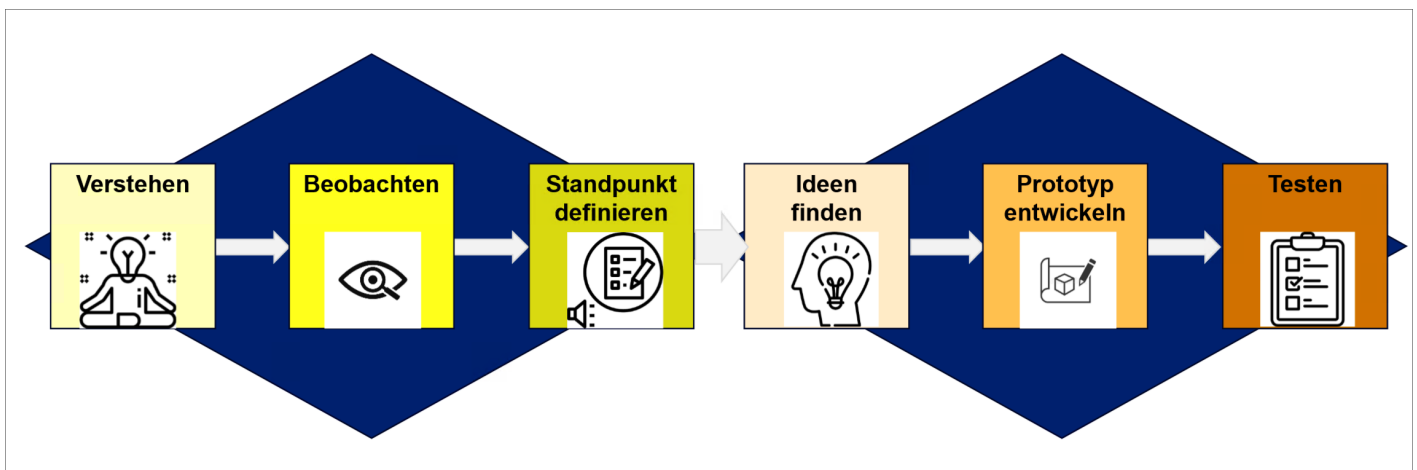 Verstehen
Beobachten
Standpunkt
definieren
Ideen
finden
Prototyp
entwickeln
Testen